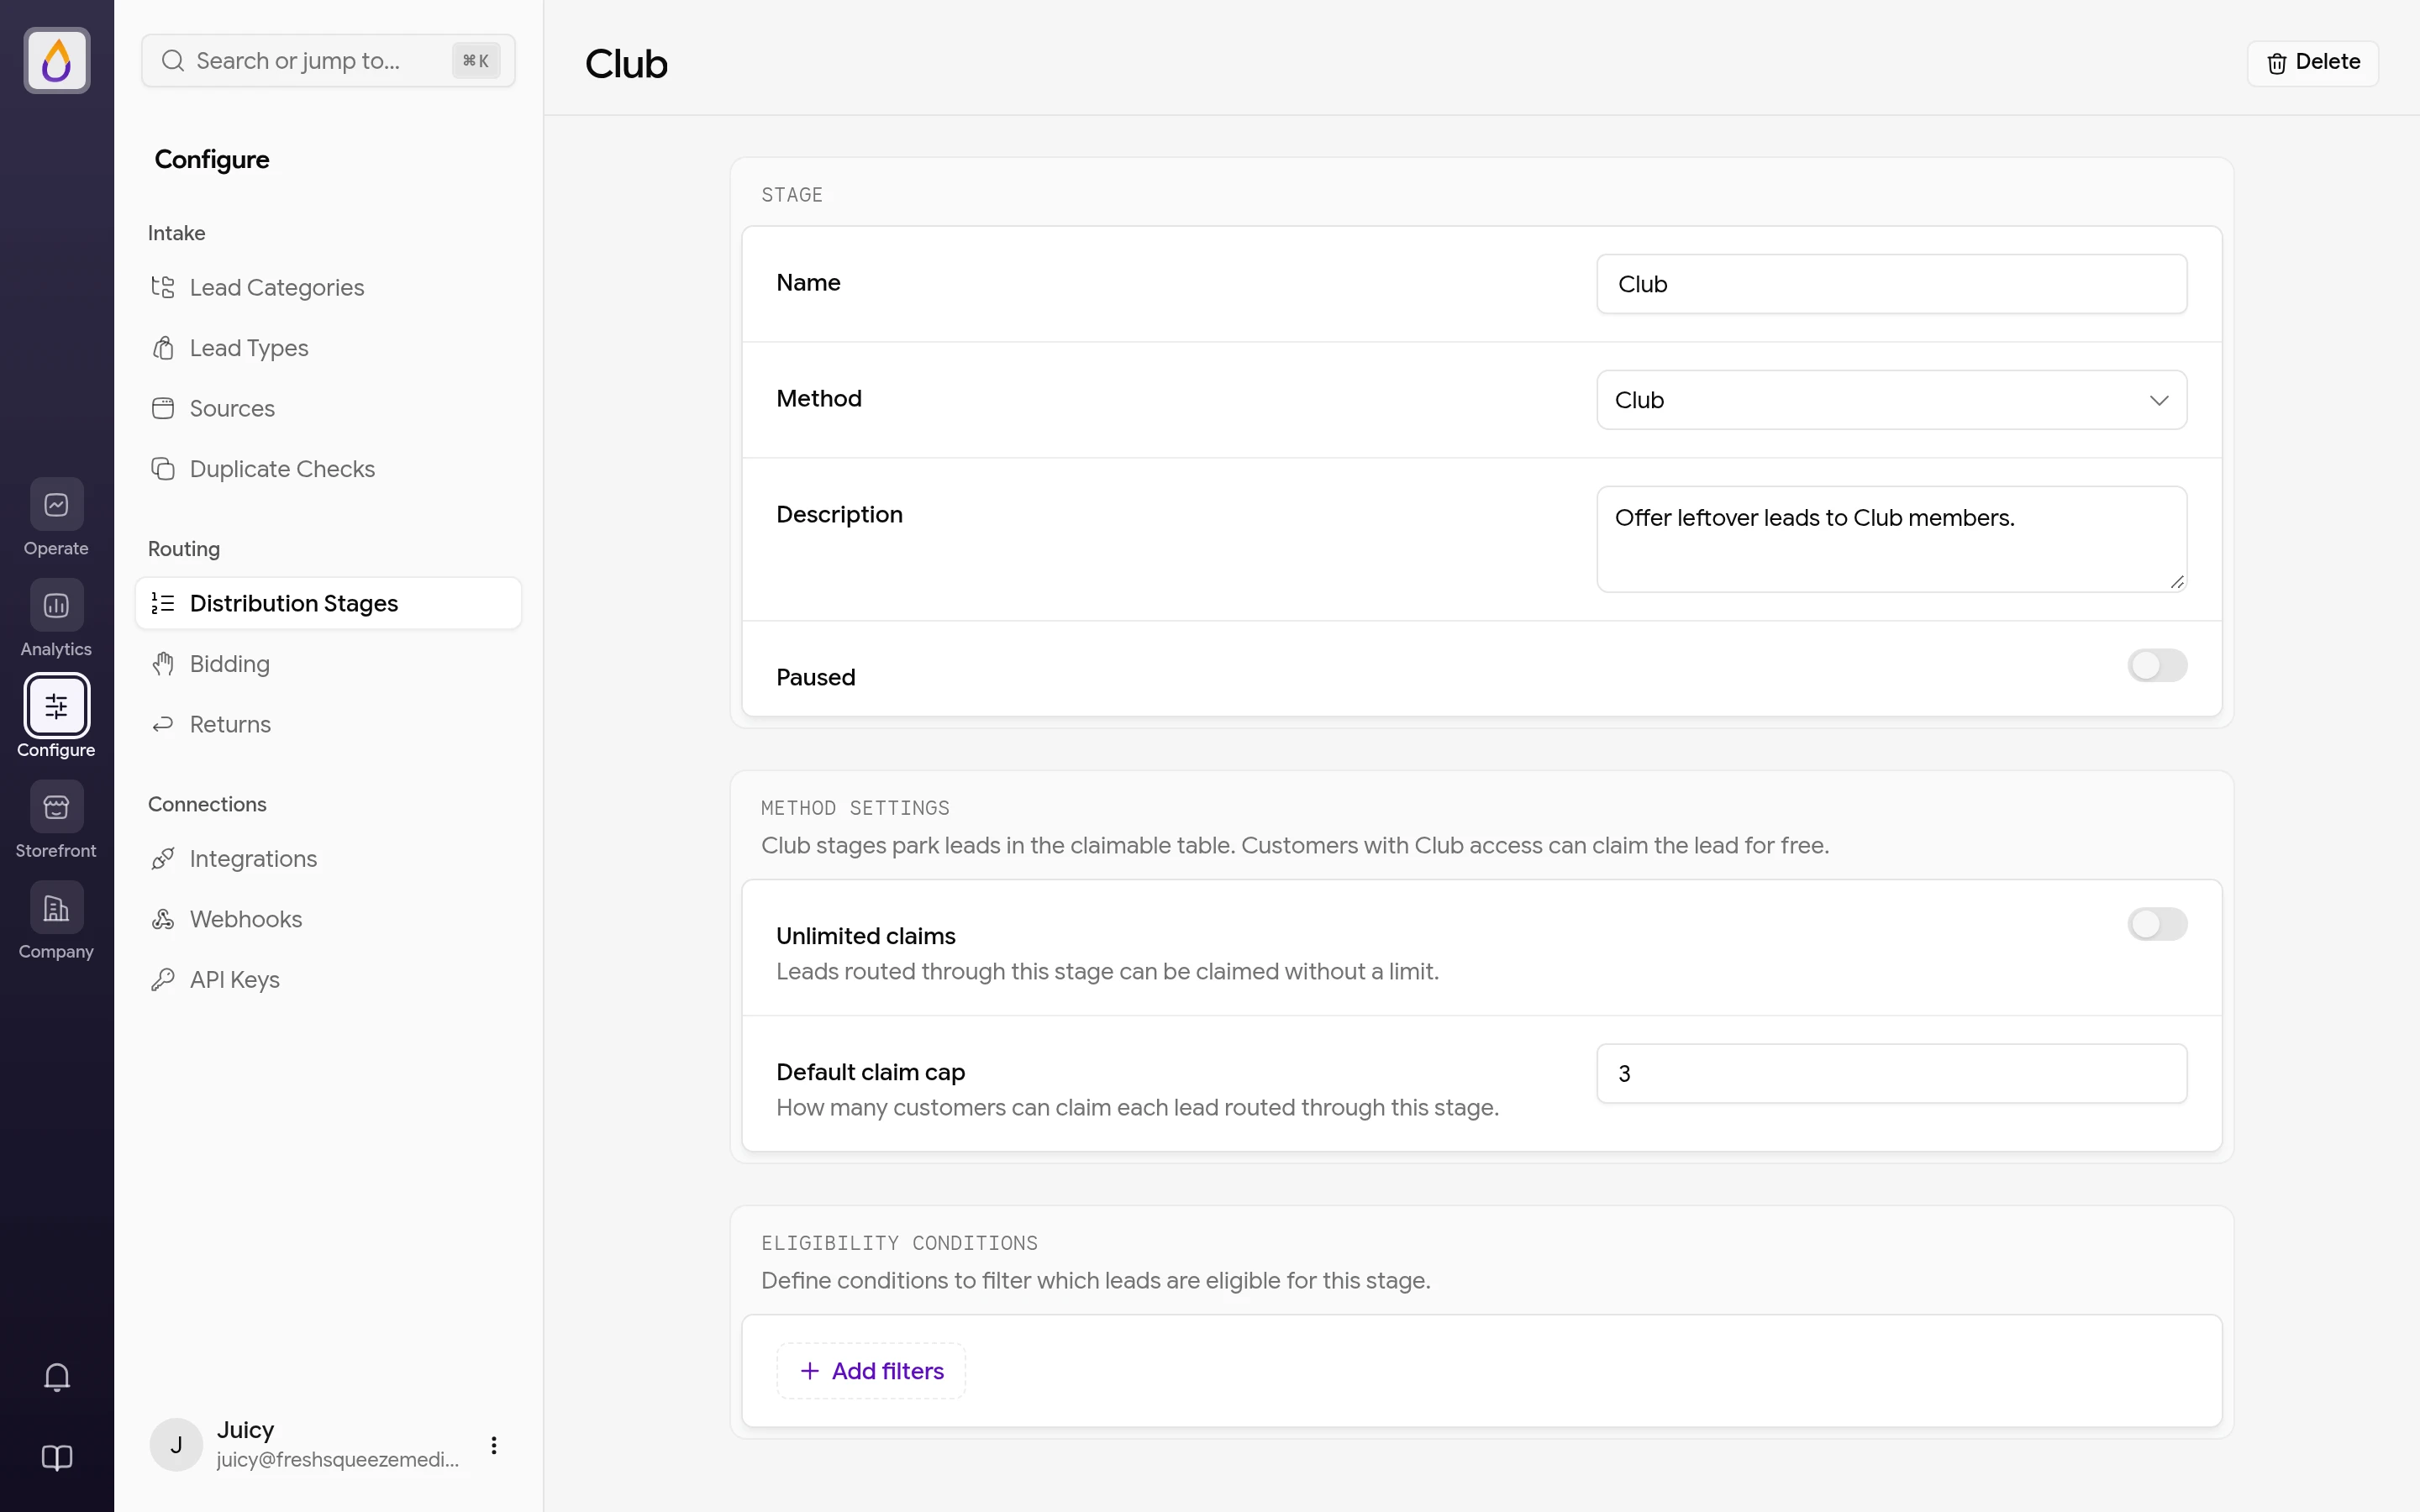 Search or jump to...
⌘K
Configure
Intake
Lead Categories
Lead Types
Sources
Duplicate Checks
Routing
Distribution Stages
Bidding
Returns
Connections
Integrations
Webhooks
API Keys
Operate
Analytics
Configure
Storefront
Company
J
Juicy
juicy@freshsqueezemedi...
Club
Delete
STAGE
Name
Club
Method
Club
Description
Offer leftover leads to Club members.
Paused
METHOD SETTINGS
Club stages park leads in the claimable table. Customers with Club access can claim the lead for free.
Unlimited claims
Leads routed through this stage can be claimed without a limit.
Default claim cap
3
How many customers can claim each lead routed through this stage.
ELIGIBILITY CONDITIONS
Define conditions to filter which leads are eligible for this stage.
Add filters